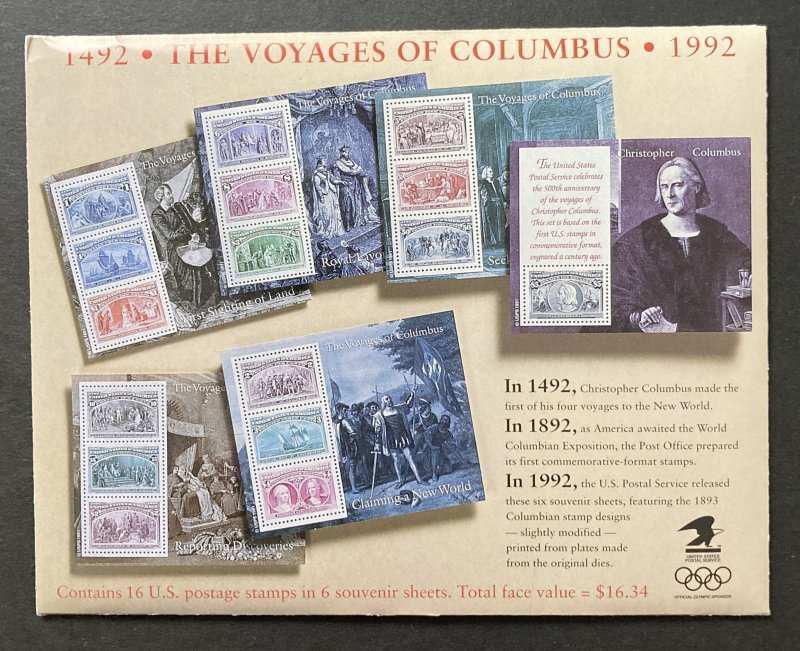 1492 • THE VOYAGES OF COLUMBUS • 1992
The Voyages of Columbus
The Voyages of Columbus
The Voyages
Christopher Columbus
The United States
Postal Service celebrates
the 500th anniversary
of the voyages of
Christopher Columbus.
This set is based on the
first U.S. stamps in
commemorative format,
engraved a century ago.
Royal Favo
See
First Sighting of Land
The Voyages of Columbus
The Voyag
Claiming a New World
Reporting Discoveries
In 1492, Christopher Columbus made the
first of his four voyages to the New World.
In 1892, as America awaited the World
Columbian Exposition, the Post Office prepared
its first commemorative-format stamps.
In 1992, the U.S. Postal Service released
these six souvenir sheets, featuring the 1893
Columbian stamp designs
— slightly modified —
printed from plates made
from the original dies.
UNITED STATES
POSTAL SERVICE
OFFICIAL OLYMPIC SPONSOR
Contains 16 U.S. postage stamps in 6 souvenir sheets. Total face value = $16.34